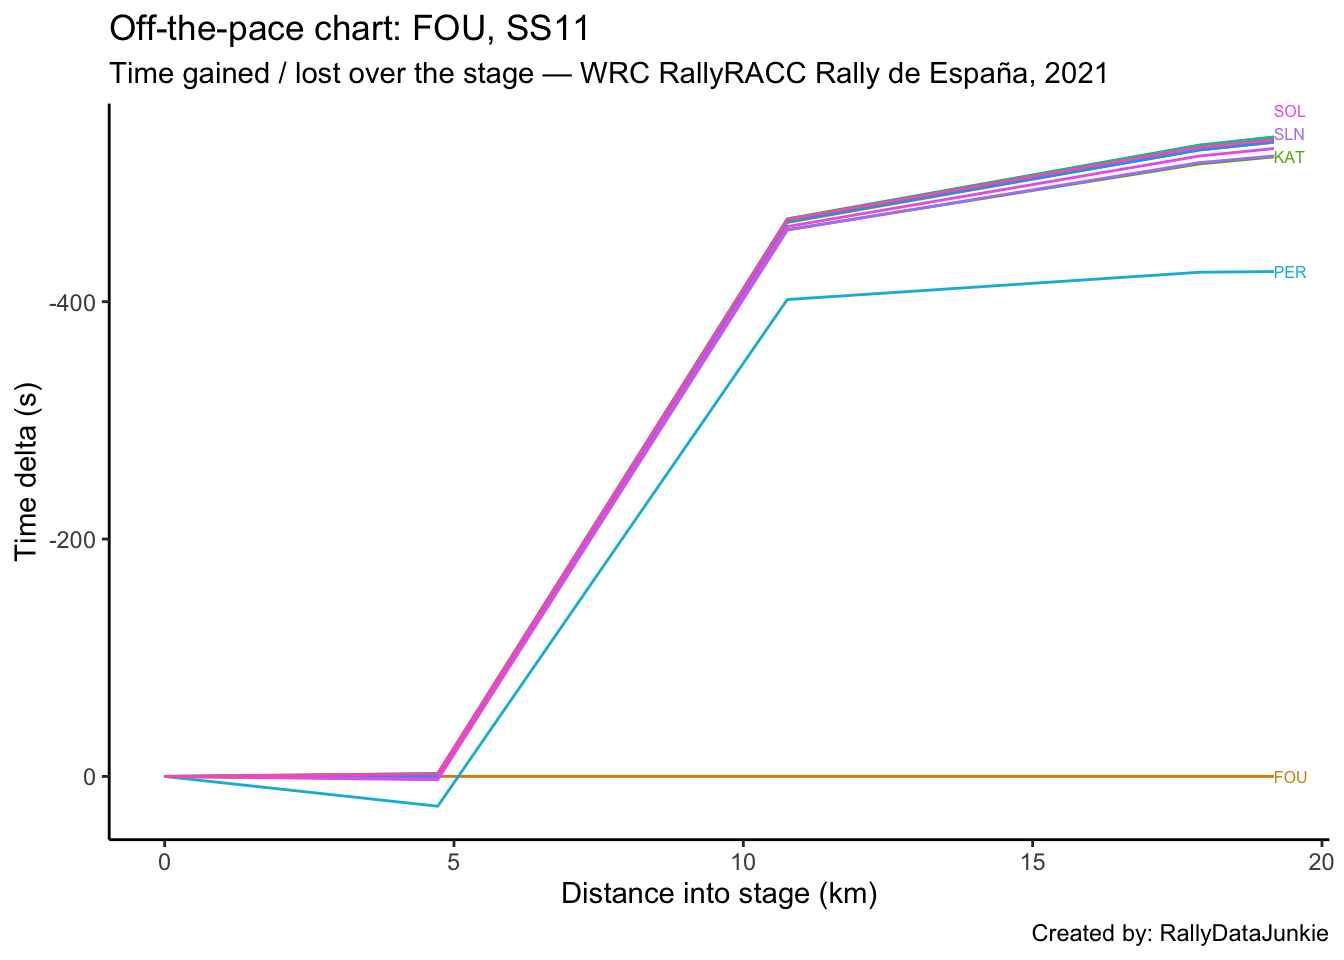 Off-the-pace chart: FOU, SS11
Time gained / lost over the stage — WRC RallyRACC Rally de España, 2021
SOL
SLN
KAT
PER
FOU
-400
-200
0
Time delta (s)
0 5 10 15 20
Distance into stage (km)
Created by: RallyDataJunkie